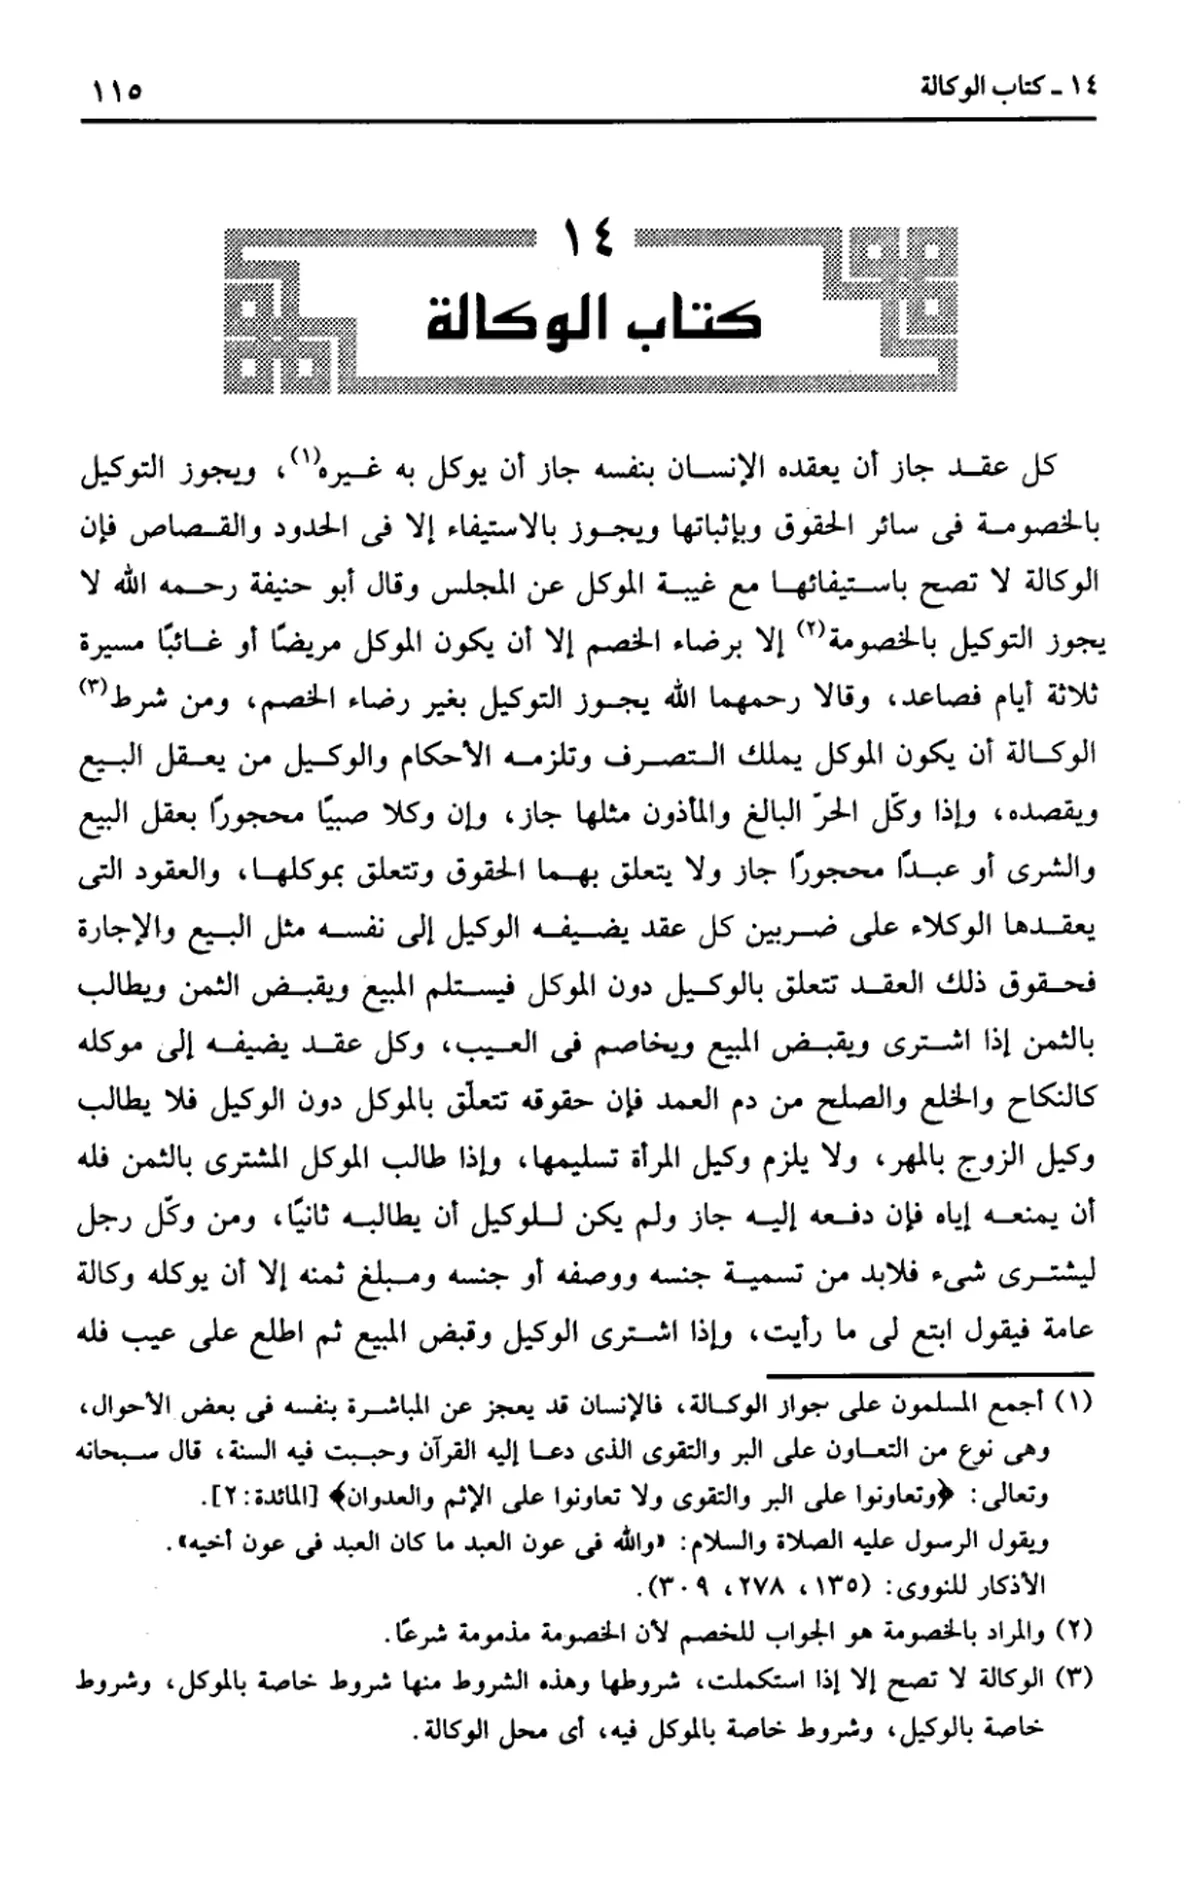 ١٤ - كتاب الوكالة
١١٥
١٤
كتاب الوكالة
كل عقد جاز أن يعقده الإنسان بنفسه جاز أن يوكل به غيره(١)، ويجوز التوكيل
بالخصومة فى سائر الحقوق وبإثباتها ويجوز بالاستيفاء إلا فى الحدود والقصاص فإن
الوكالة لا تصح باستيفائها مع غيبة الموكل عن المجلس وقال أبو حنيفة رحمه الله لا
يجوز التوكيل بالخصومة(٢) إلا برضاء الخصم إلا أن يكون الموكل مريضًا أو غائبًا مسيرة
ثلاثة أيام فصاعد، وقالا رحمهما الله يجوز التوكيل بغير رضاء الخصم، ومن شرط(٣)
الوكالة أن يكون الموكل يملك التصرف وتلزمه الأحكام والوكيل من يعقل البيع
ويقصده، وإذا وكّل الحرّ البالغ والمأذون مثلها جاز، وإن وكلا صبيًا محجورًا بعقل البيع
والشرى أو عبدًا محجورًا جاز ولا يتعلق بهما الحقوق وتتعلق بموكلها، والعقود التى
يعقدها الوكلاء على ضربين كل عقد يضيفه الوكيل إلى نفسه مثل البيع والإجارة
فحقوق ذلك العقد تتعلق بالوكيل دون الموكل فيستلم المبيع ويقبض الثمن ويطالب
بالثمن إذا اشترى ويقبض المبيع ويخاصم فى العيب، وكل عقد يضيفه إلى موكله
كالنكاح والخلع والصلح من دم العمد فإن حقوقه تتعلّق بالموكل دون الوكيل فلا يطالب
وكيل الزوج بالمهر، ولا يلزم وكيل المرأة تسليمها، وإذا طالب الموكل المشترى بالثمن فله
أن يمنعه إياه فإن دفعه إليه جاز ولم يكن للوكيل أن يطالبه ثانيًا، ومن وكّل رجل
ليشترى شىء فلابد من تسمية جنسه ووصفه أو جنسه ومبلغ ثمنه إلا أن يوكله وكالة
عامة فيقول ابتع لى ما رأيت، وإذا اشترى الوكيل وقبض المبيع ثم اطلع على عيب فله
(١) أجمع المسلمون على جواز الوكالة، فالإنسان قد يعجز عن المباشرة بنفسه فى بعض الأحوال،
وهى نوع من التعاون على البر والتقوى الذى دعا إليه القرآن وحببت فيه السنة، قال سبحانه
وتعالى: ﴿وتعاونوا على البر والتقوى ولا تعاونوا على الإثم والعدوان﴾ [المائدة: ٢].
ويقول الرسول عليه الصلاة والسلام: «والله فى عون العبد ما كان العبد فى عون أخيه».
الأذكار للنووى: (١٣٥، ٢٧٨، ٣٠٩).
(٢) والمراد بالخصومة هو الجواب للخصم لأن الخصومة مذمومة شرعًا.
(٣) الوكالة لا تصح إلا إذا استكملت، شروطها وهذه الشروط منها شروط خاصة بالموكل، وشروط
خاصة بالوكيل، وشروط خاصة بالموكل فيه، أى محل الوكالة.